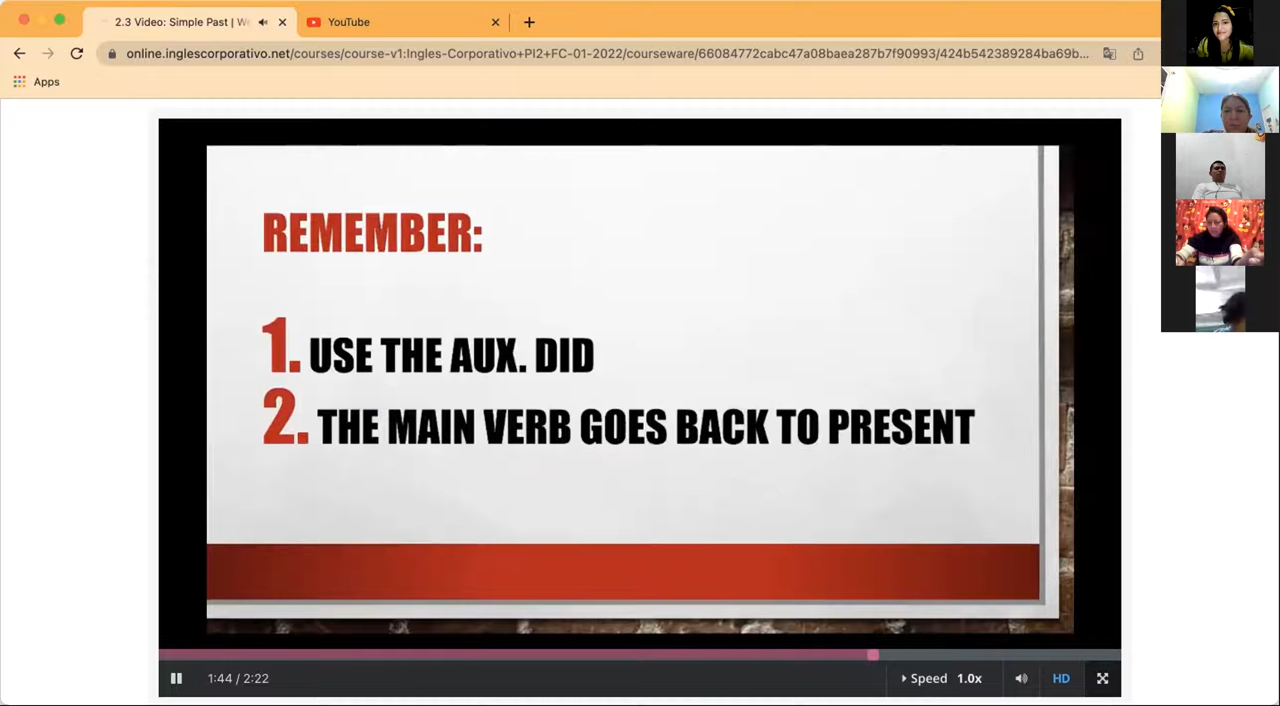 2.3 Video: Simple Past | We
YouTube
online.inglescorporativo.net/courses/course-v1:Ingles-Corporativo+PI2+FC-01-2022/courseware/66084772cabc47a08baea287b7f90993/424b542389284ba69b...
Apps
REMEMBER:
1. USE THE AUX. DID
2. THE MAIN VERB GOES BACK TO PRESENT
1:44 / 2:22
Speed 1.0x
HD